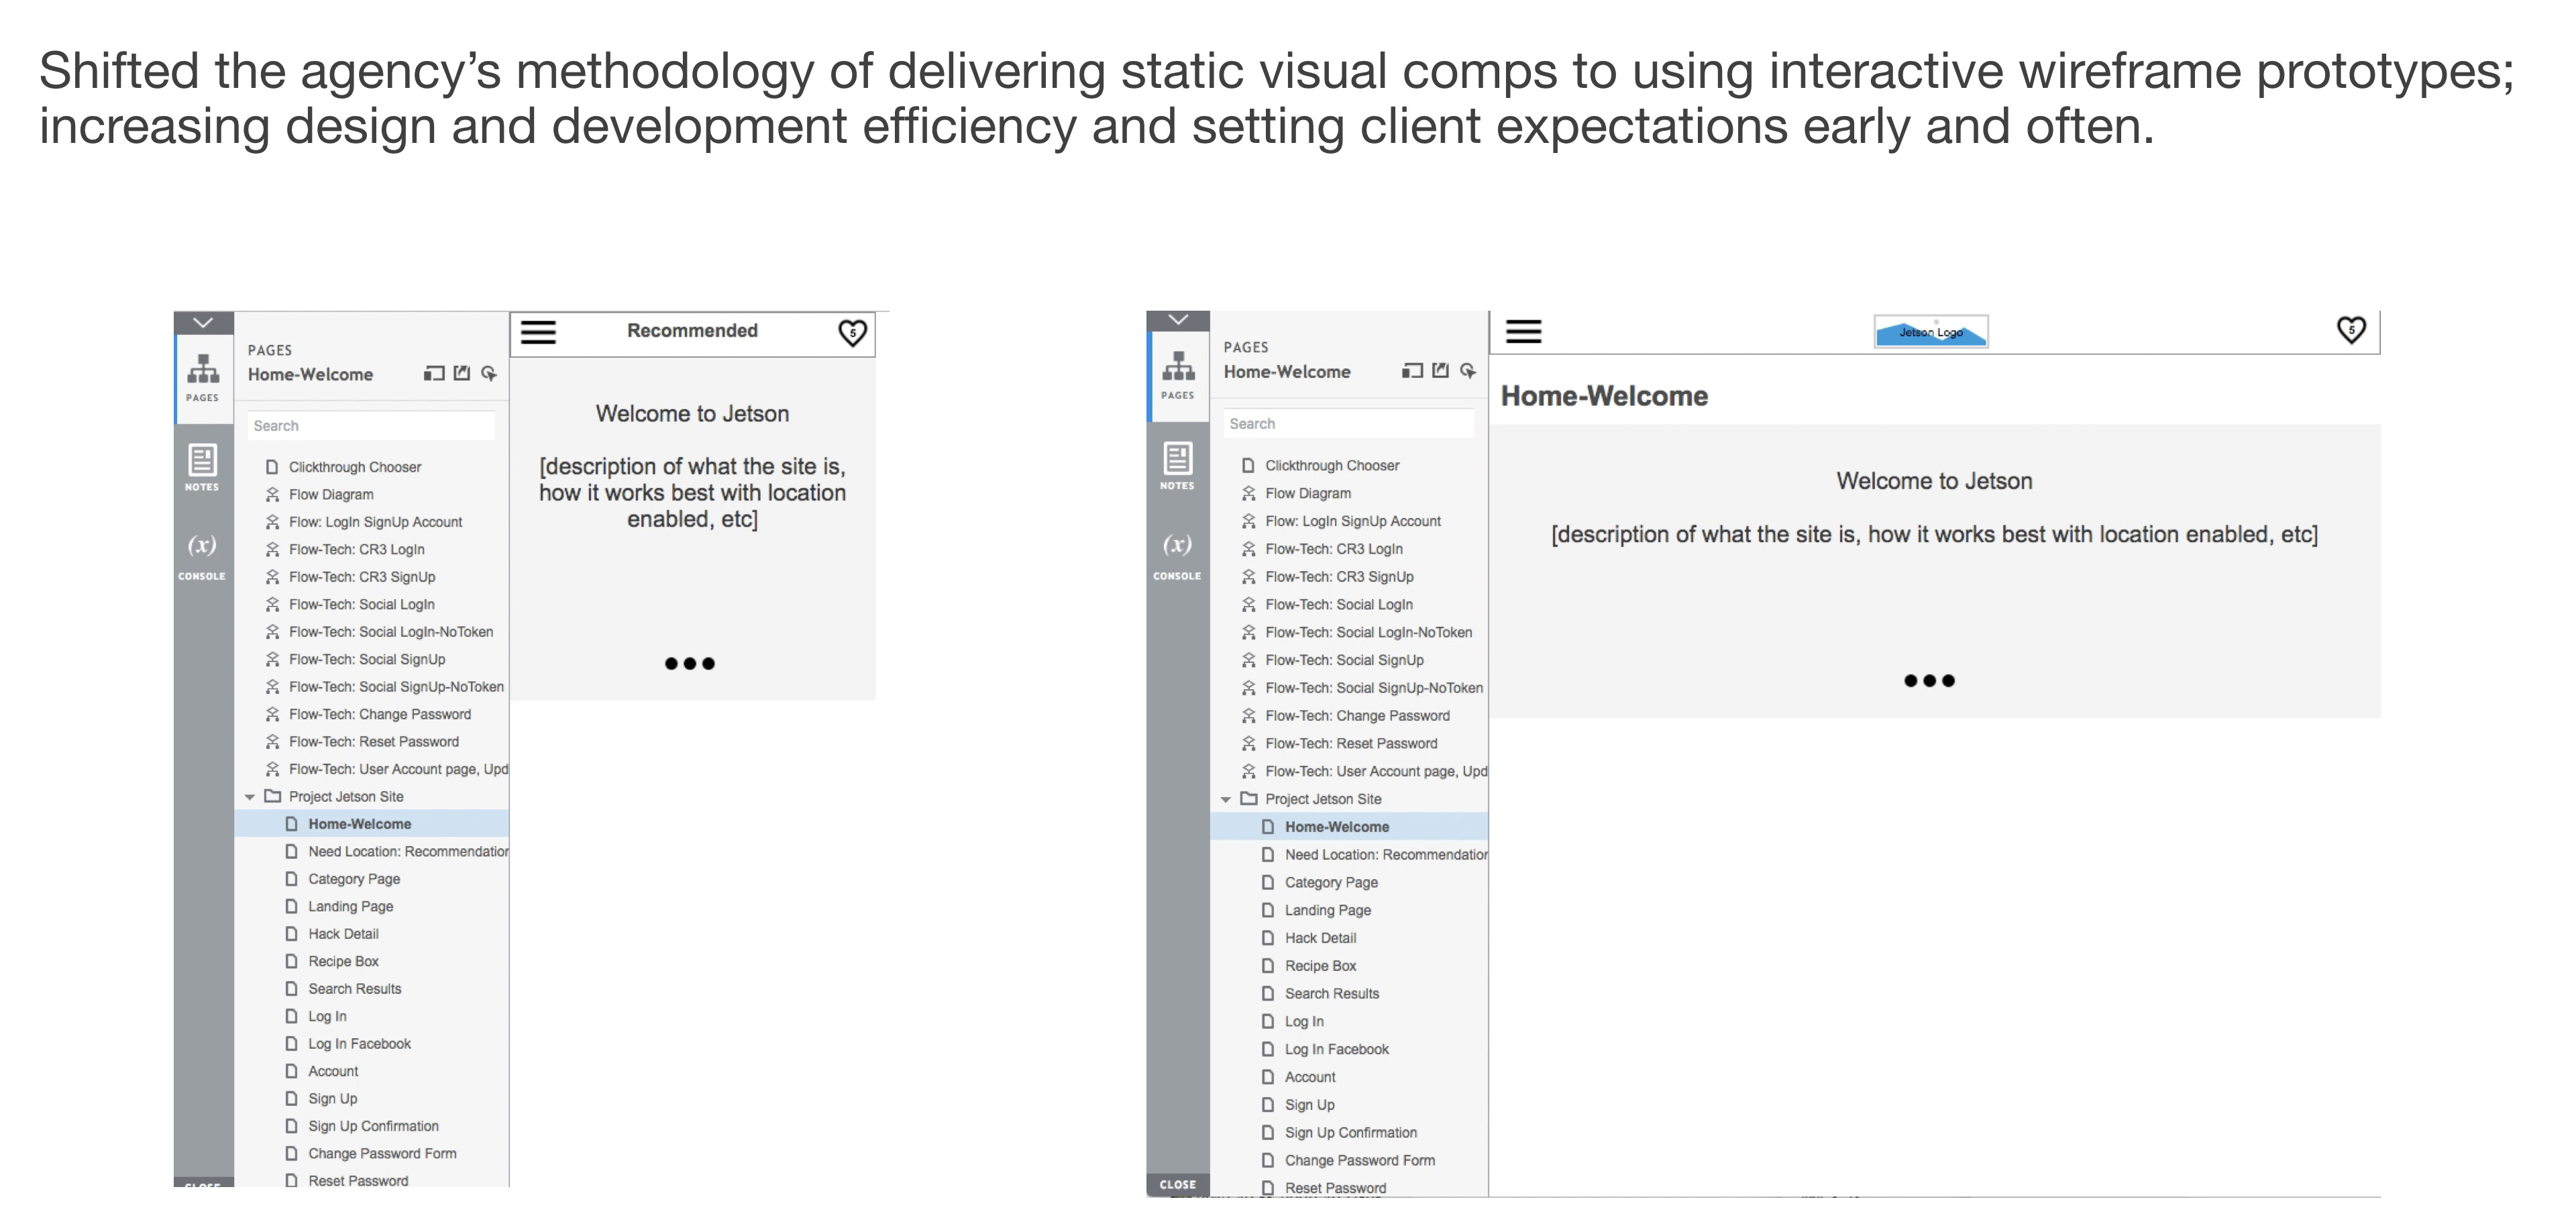 Shifted the agency’s methodology of delivering static visual comps to using interactive wireframe prototypes;
increasing design and development efficiency and setting client expectations early and often.
PAGES
NOTES
(x)
CONSOLE
CLOSE
PAGES
Home-Welcome
Search
Clickthrough Chooser
Flow Diagram
Flow: LogIn SignUp Account
Flow-Tech: CR3 LogIn
Flow-Tech: CR3 SignUp
Flow-Tech: Social LogIn
Flow-Tech: Social LogIn-NoToken
Flow-Tech: Social SignUp
Flow-Tech: Social SignUp-NoToken
Flow-Tech: Change Password
Flow-Tech: Reset Password
Flow-Tech: User Account page, Upd
Project Jetson Site
Home-Welcome
Need Location: Recommendation
Category Page
Landing Page
Hack Detail
Recipe Box
Search Results
Log In
Log In Facebook
Account
Sign Up
Sign Up Confirmation
Change Password Form
Reset Password
Recommended
5
Welcome to Jetson
[description of what the site is,
how it works best with location
enabled, etc]
PAGES
NOTES
(x)
CONSOLE
CLOSE
PAGES
Home-Welcome
Search
Clickthrough Chooser
Flow Diagram
Flow: LogIn SignUp Account
Flow-Tech: CR3 LogIn
Flow-Tech: CR3 SignUp
Flow-Tech: Social LogIn
Flow-Tech: Social LogIn-NoToken
Flow-Tech: Social SignUp
Flow-Tech: Social SignUp-NoToken
Flow-Tech: Change Password
Flow-Tech: Reset Password
Flow-Tech: User Account page, Upd
Project Jetson Site
Home-Welcome
Need Location: Recommendation
Category Page
Landing Page
Hack Detail
Recipe Box
Search Results
Log In
Log In Facebook
Account
Sign Up
Sign Up Confirmation
Change Password Form
Reset Password
Jetson Logo
5
Home-Welcome
Welcome to Jetson
[description of what the site is, how it works best with location enabled, etc]